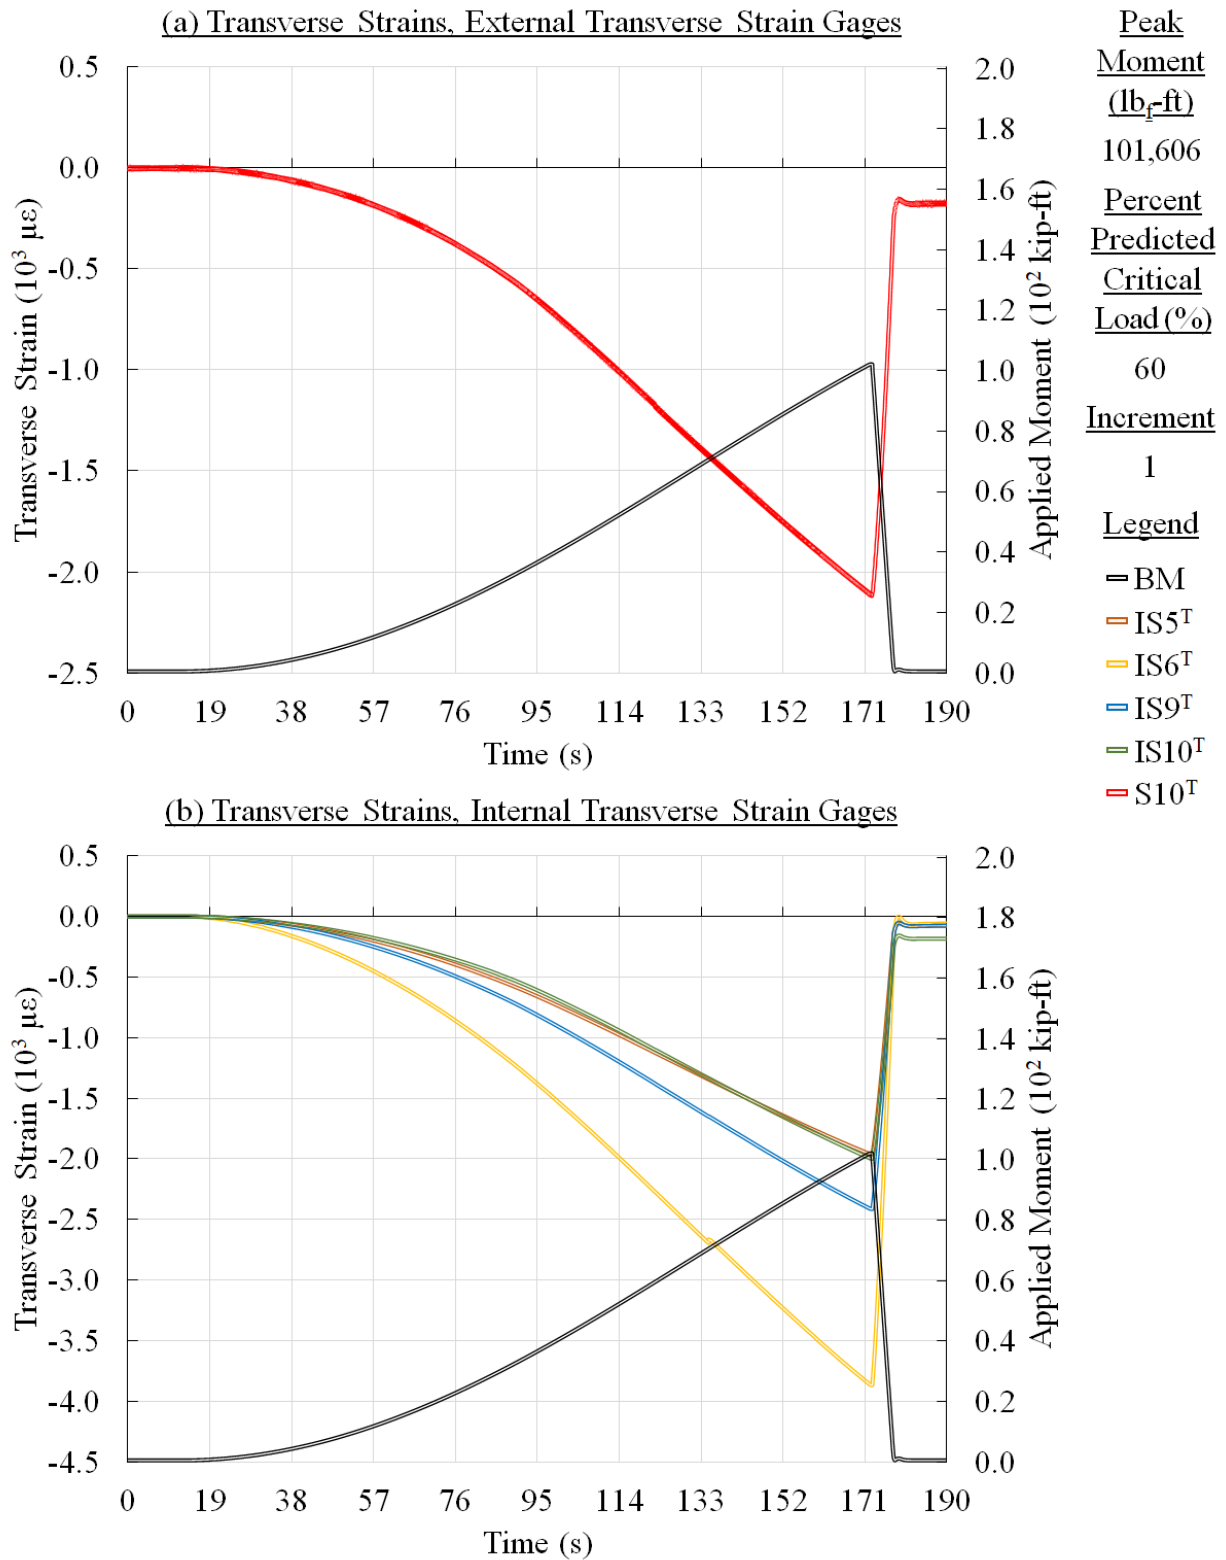 (a) Transverse Strains, External Transverse Strain Gages
Transverse Strain (10³ µε)
0.5
0.0
-0.5
-1.0
-1.5
-2.0
-2.5
0 19 38 57 76 95 114 133 152 171 190
Time (s)
2.0
1.8
1.6
1.4
1.2
1.0
0.8
0.6
0.4
0.2
0.0
Applied Moment (10² kip-ft)
Peak
Moment
(lb_f-ft)
101,606
Percent
Predicted
Critical
Load (%)
60
Increment
1
Legend
BM
IS5ᵀ
IS6ᵀ
IS9ᵀ
IS10ᵀ
S10ᵀ
(b) Transverse Strains, Internal Transverse Strain Gages
Transverse Strain (10³ µε)
0.5
0.0
-0.5
-1.0
-1.5
-2.0
-2.5
-3.0
-3.5
-4.0
-4.5
0 19 38 57 76 95 114 133 152 171 190
Time (s)
2.0
1.8
1.6
1.4
1.2
1.0
0.8
0.6
0.4
0.2
0.0
Applied Moment (10² kip-ft)